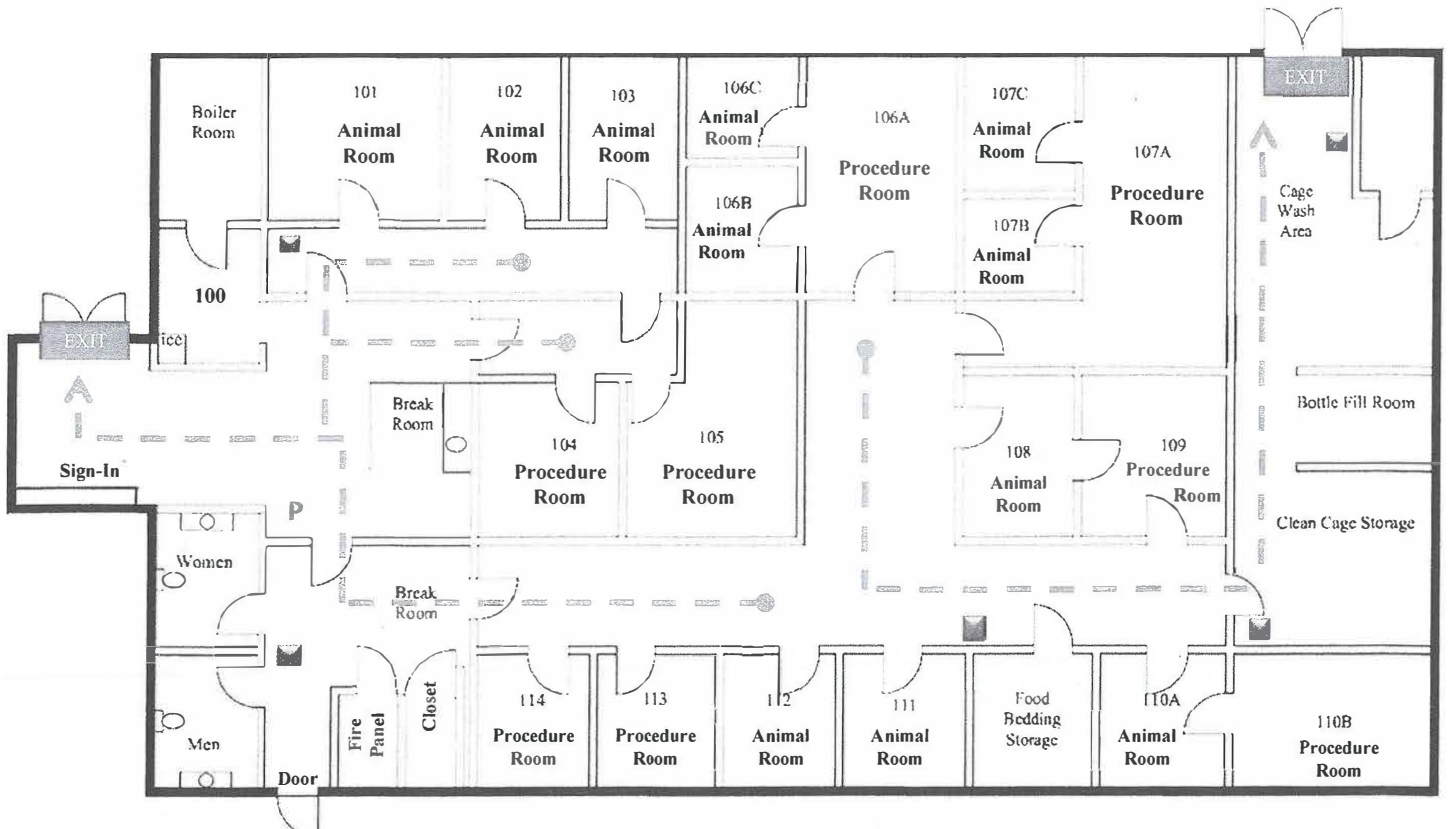 EXIT
Boiler
Room
101
Animal
Room
102
Animal
Room
103
Animal
Room
106C
Animal
Room
106B
Animal
Room
106A
Procedure
Room
107C
Animal
Room
107B
Animal
Room
107A
Procedure
Room
Cage
Wash
Area
100
ice
EXIT
Sign-In
P
Break
Room
104
Procedure
Room
105
Procedure
Room
108
Animal
Room
109
Procedure
Room
Bottle Fill Room
Clean Cage Storage
Women
Men
Break
Room
Door
Fire
Panel
Closet
114
Procedure
Room
113
Procedure
Room
112
Animal
Room
111
Animal
Room
Food
Bedding
Storage
110A
Animal
Room
110B
Procedure
Room